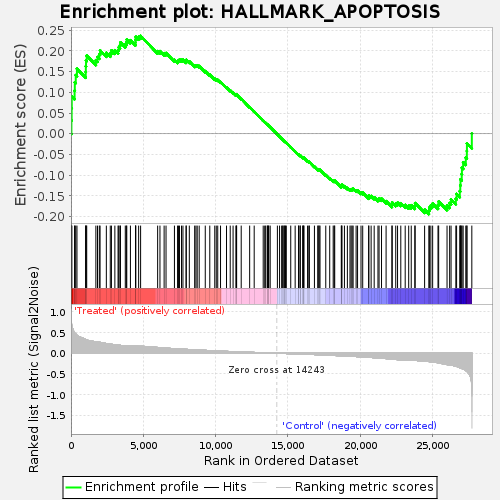 Enrichment plot: HALLMARK_APOPTOSIS
Enrichment score (ES)
0.25
0.20
0.15
0.10
0.05
0.00
-0.05
-0.10
-0.15
-0.20
'Treated' (positively correlated)
Ranked list metric (Signal2Noise)
1.0
0.5
0.0
-0.5
-1.0
-1.5
Zero cross at 14243
'Control' (negatively correlated)
0
5,000
10,000
15,000
20,000
25,000
Rank in Ordered Dataset
Enrichment profile
Hits
Ranking metric scores